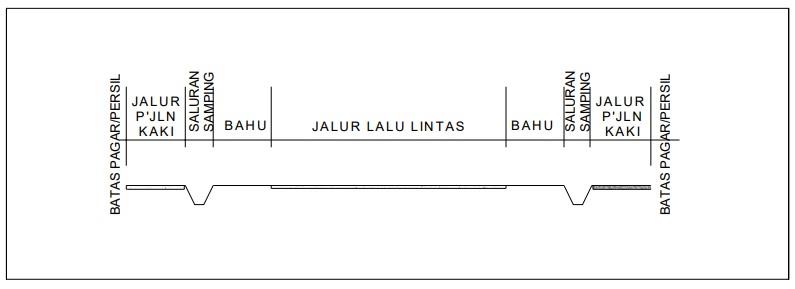 BATAS PAGAR/PERSIL
JALUR
P'JLN
KAKI
SALURAN
SAMPING
BAHU
JALUR LALU LINTAS
BAHU
SALURAN
SAMPING
JALUR
P'JLN
KAKI
BATAS PAGAR/PERSIL